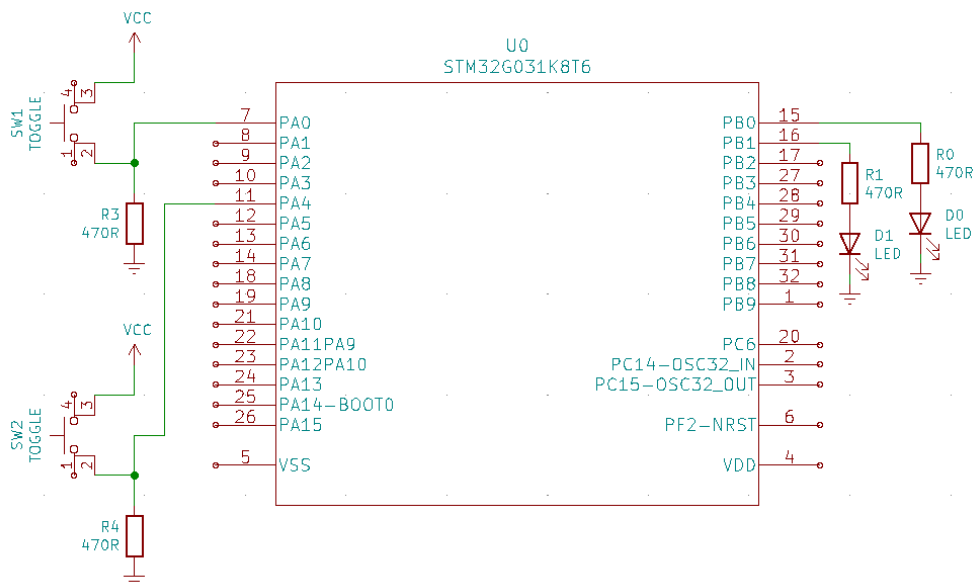 VCC
SW1
TOGGLE
4
3
1
2
R3
470R
VCC
SW2
TOGGLE
4
3
1
2
R4
470R
U0
STM32G031K8T6
7 PA0
8 PA1
9 PA2
10 PA3
11 PA4
12 PA5
13 PA6
14 PA7
18 PA8
19 PA9
21 PA10
22 PA11PA9
23 PA12PA10
24 PA13
25 PA14-BOOT0
26 PA15
5 VSS
PB0 15
PB1 16
PB2 17
PB3 27
PB4 28
PB5 29
PB6 30
PB7 31
PB8 32
PB9 1
PC6 20
PC14-OSC32_IN 2
PC15-OSC32_OUT 3
PF2-NRST 6
VDD 4
R1
470R
R0
470R
D1
LED
D0
LED